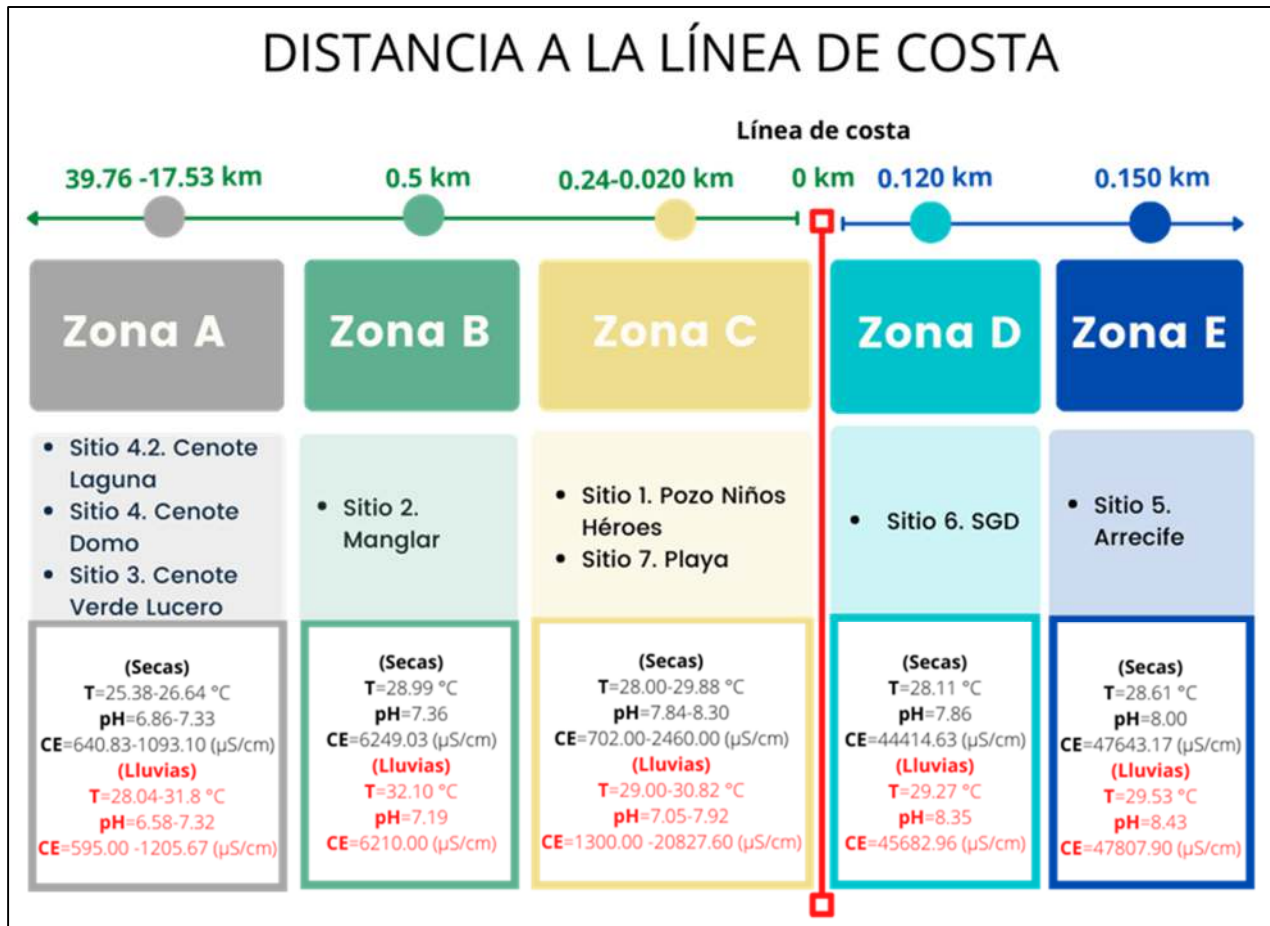 DISTANCIA A LA LÍNEA DE COSTA
Línea de costa
39.76 -17.53 km
0.5 km
0.24-0.020 km
0 km
0.120 km
0.150 km
Zona A
Zona B
Zona C
Zona D
Zona E
• Sitio 4.2. Cenote
Laguna
• Sitio 4. Cenote
Domo
• Sitio 3. Cenote
Verde Lucero
• Sitio 2.
Manglar
• Sitio 1. Pozo Niños
Héroes
• Sitio 7. Playa
• Sitio 6. SGD
• Sitio 5.
Arrecife
(Secas)
T=25.38-26.64 °C
pH=6.86-7.33
CE=640.83-1093.10 (µS/cm)
(Lluvias)
T=28.04-31.8 °C
pH=6.58-7.32
CE=595.00 -1205.67 (µS/cm)
(Secas)
T=28.99 °C
pH=7.36
CE=6249.03 (µS/cm)
(Lluvias)
T=32.10 °C
pH=7.19
CE=6210.00 (µS/cm)
(Secas)
T=28.00-29.88 °C
pH=7.84-8.30
CE=702.00-2460.00 (µS/cm)
(Lluvias)
T=29.00-30.82 °C
pH=7.05-7.92
CE=1300.00 -20827.60 (µS/cm)
(Secas)
T=28.11 °C
pH=7.86
CE=44414.63 (µS/cm)
(Lluvias)
T=29.27 °C
pH=8.35
CE=45682.96 (µS/cm)
(Secas)
T=28.61 °C
pH=8.00
CE=47643.17 (µS/cm)
(Lluvias)
T=29.53 °C
pH=8.43
CE=47807.90 (µS/cm)